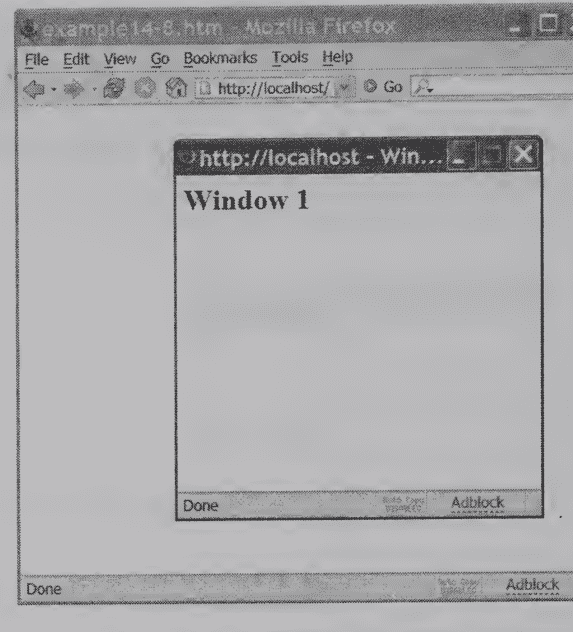 example14-8.htm - Mozilla Firefox
File Edit View Go Bookmarks Tools Help
http://localhost/ Go
http://localhost - Win...
Window 1
Done Adblock
Done Adblock